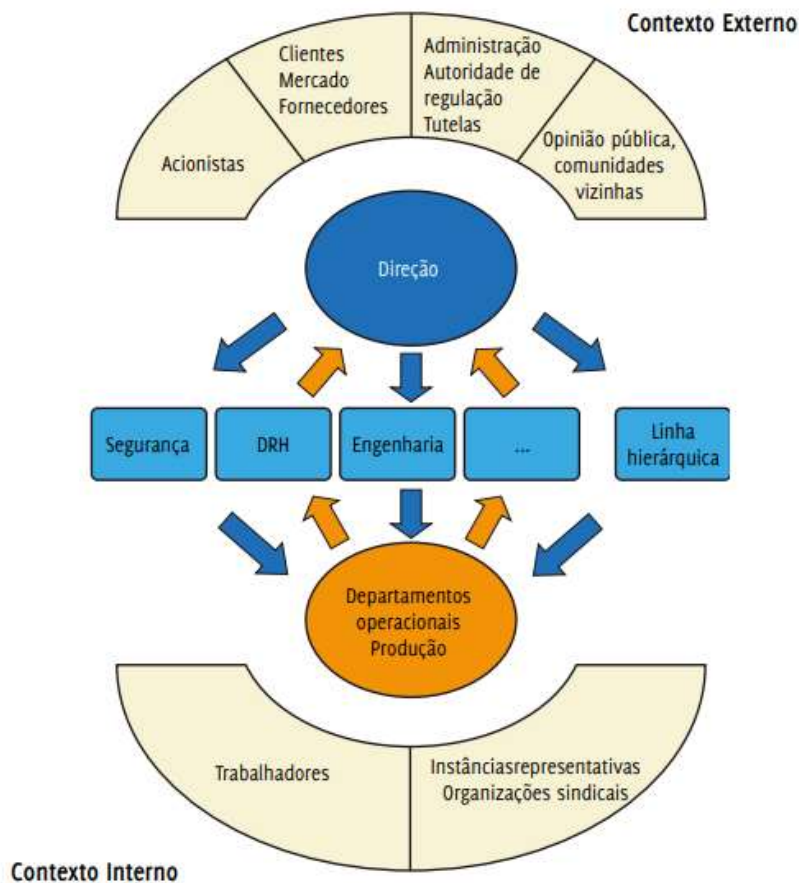 Contexto Externo
Acionistas
Clientes
Mercado
Fornecedores
Administração
Autoridade de
regulação
Tutelas
Opinião pública,
comunidades
vizinhas
Direção
Segurança
DRH
Engenharia
...
Linha
hierárquica
Departamentos
operacionais
Produção
Trabalhadores
Instânciasrepresentativas
Organizações sindicais
Contexto Interno